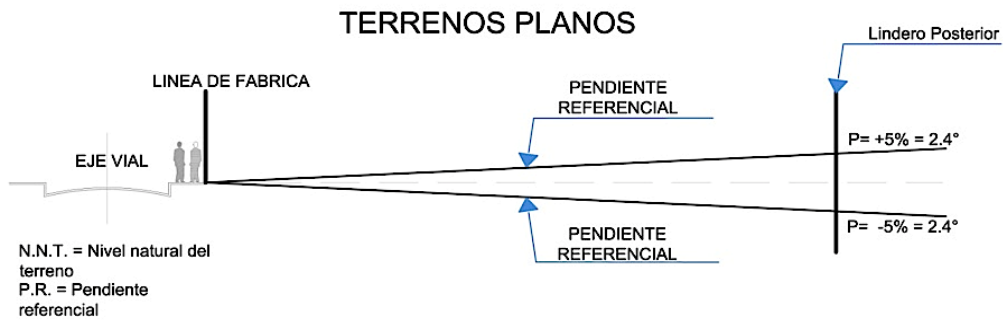 TERRENOS PLANOS
Lindero Posterior
LINEA DE FABRICA
PENDIENTE
REFERENCIAL
P= +5% = 2.4°
EJE VIAL
P= -5% = 2.4°
PENDIENTE
REFERENCIAL
N.N.T. = Nivel natural del
terreno
P.R. = Pendiente
referencial